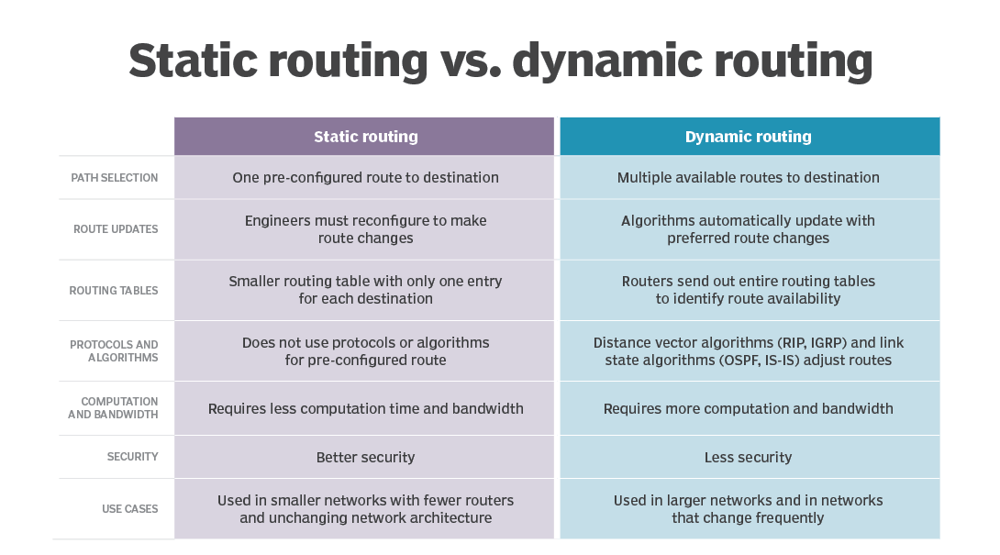 Static routing vs. dynamic routing
Static routing
Dynamic routing
PATH SELECTION
One pre-configured route to destination
Multiple available routes to destination
ROUTE UPDATES
Engineers must reconfigure to make
route changes
Algorithms automatically update with
preferred route changes
ROUTING TABLES
Smaller routing table with only one entry
for each destination
Routers send out entire routing tables
to identify route availability
PROTOCOLS AND
ALGORITHMS
Does not use protocols or algorithms
for pre-configured route
Distance vector algorithms (RIP, IGRP) and link
state algorithms (OSPF, IS-IS) adjust routes
COMPUTATION
AND BANDWIDTH
Requires less computation time and bandwidth
Requires more computation and bandwidth
SECURITY
Better security
Less security
USE CASES
Used in smaller networks with fewer routers
and unchanging network architecture
Used in larger networks and in networks
that change frequently